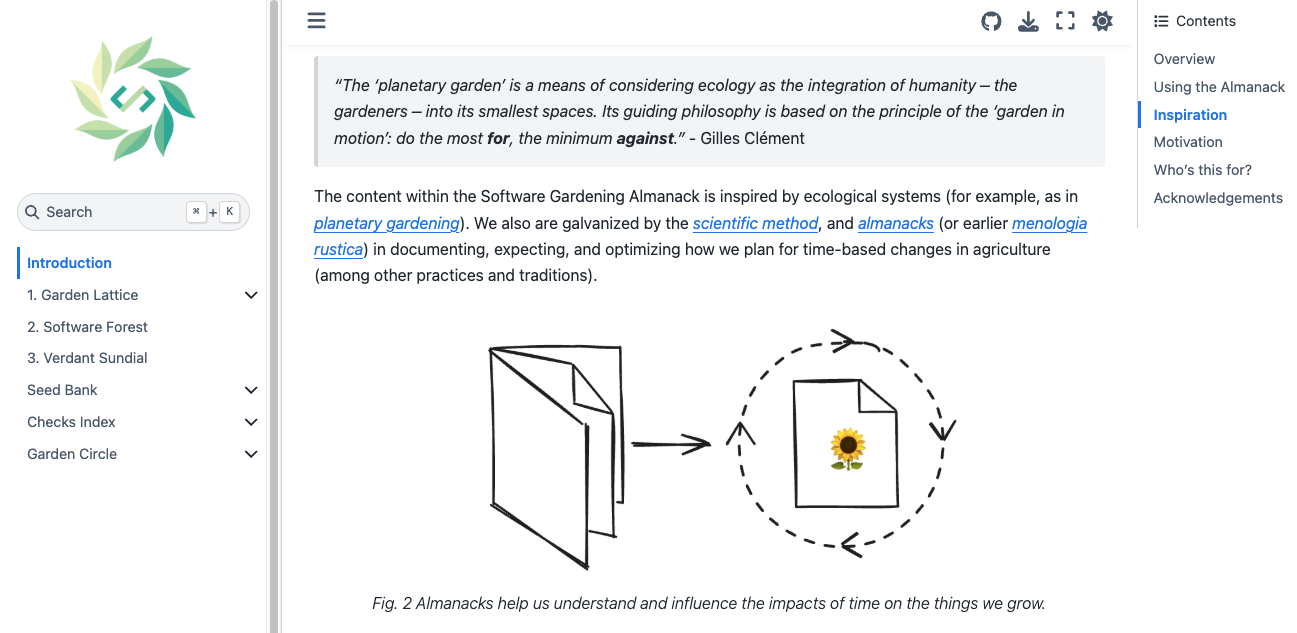 Search
⌘ + K
Introduction
1. Garden Lattice
2. Software Forest
3. Verdant Sundial
Seed Bank
Checks Index
Garden Circle
“The ‘planetary garden’ is a means of considering ecology as the integration of humanity – the
gardeners – into its smallest spaces. Its guiding philosophy is based on the principle of the ‘garden in
motion’: do the most for, the minimum against.” - Gilles Clément
The content within the Software Gardening Almanack is inspired by ecological systems (for example, as in
planetary gardening). We also are galvanized by the scientific method, and almanacks (or earlier menologia
rustica) in documenting, expecting, and optimizing how we plan for time-based changes in agriculture
(among other practices and traditions).
Fig. 2 Almanacks help us understand and influence the impacts of time on the things we grow.
Contents
Overview
Using the Almanack
Inspiration
Motivation
Who’s this for?
Acknowledgements